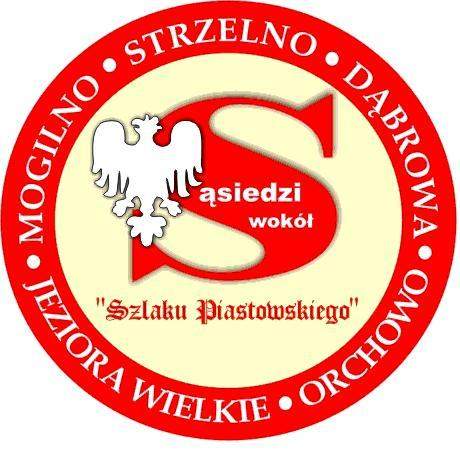 • MOGILNO • STRZELNO • DĄBROWA • ORCHOWO • JEZIORA WIELKIE
Sąsiedzi
wokół
"Szlaku Piastowskiego"